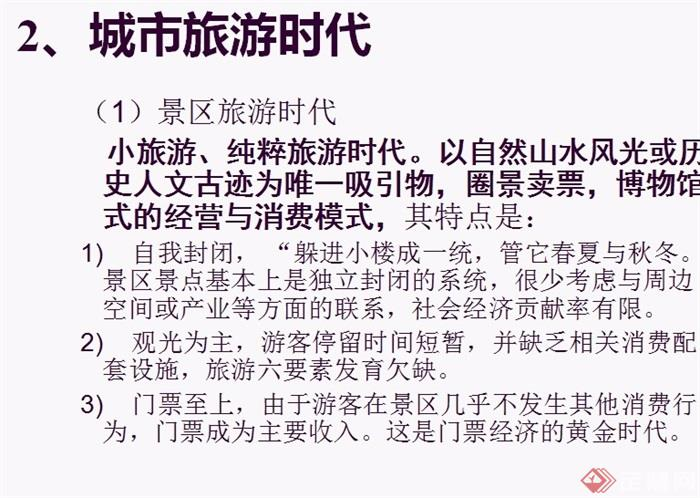 2、城市旅游时代
（1）景区旅游时代
小旅游、纯粹旅游时代。以自然山水风光或历
史人文古迹为唯一吸引物，圈景卖票，博物馆
式的经营与消费模式，其特点是：
1) 自我封闭， “躲进小楼成一统，管它春夏与秋冬。
景区景点基本上是独立封闭的系统，很少考虑与周边
空间或产业等方面的联系，社会经济贡献率有限。
2) 观光为主，游客停留时间短暂，并缺乏相关消费配
套设施，旅游六要素发育欠缺。
3) 门票至上，由于游客在景区几乎不发生其他消费行
为，门票成为主要收入。这是门票经济的黄金时代。